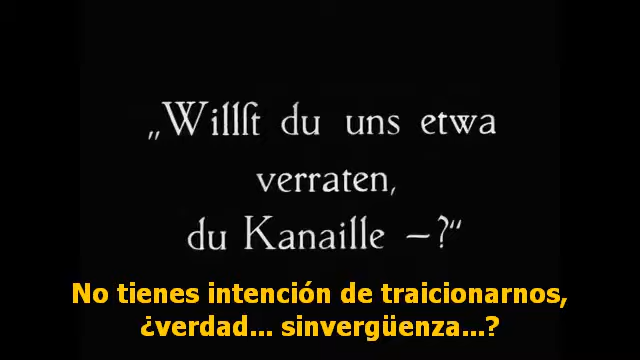 „Willſt du uns etwa
verraten,
du Kanaille –?“
No tienes intención de traicionarnos,
¿verdad... sinvergüenza...?